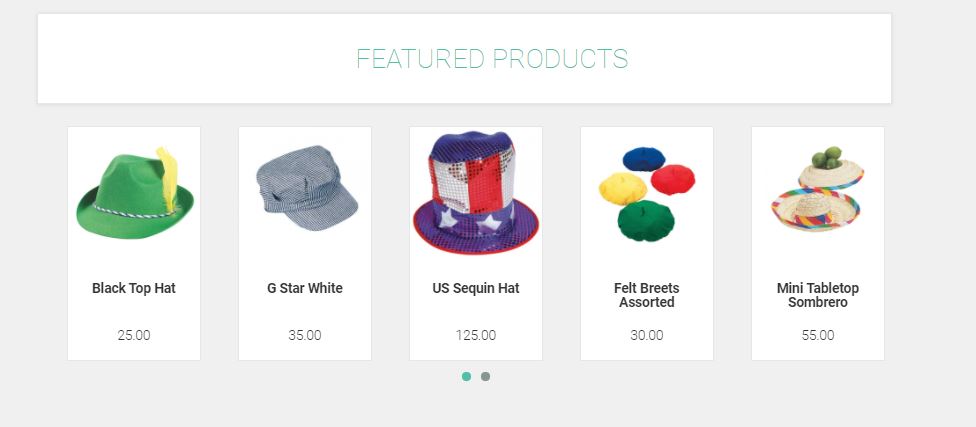 FEATURED PRODUCTS
Black Top Hat
G Star White
US Sequin Hat
Felt Breets
Assorted
Mini Tabletop
Sombrero
25.00
35.00
125.00
30.00
55.00